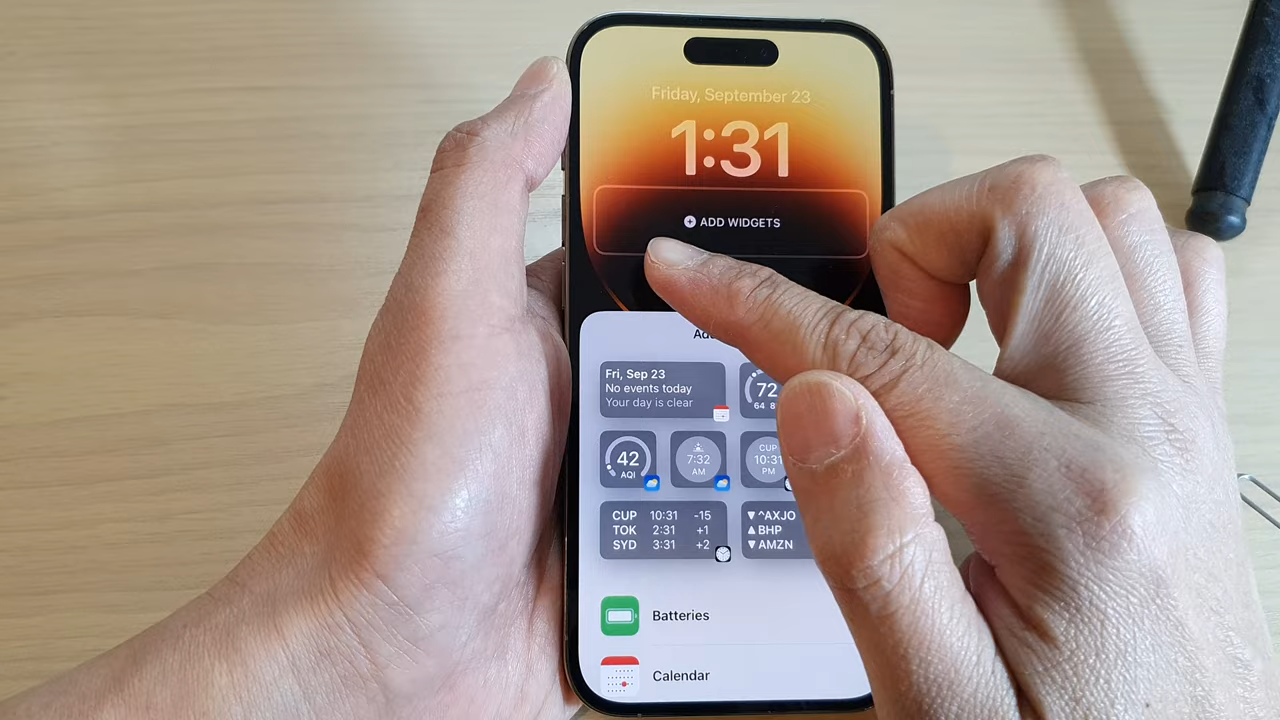 Friday, September 23
1:31
ADD WIDGETS
Fri, Sep 23
No events today
Your day is clear
72
64
42
AQI
7:32
AM
CUP
10:31
PM
CUP 10:31 -15
TOK 2:31 +1
SYD 3:31 +2
▼ ^AXJO
▲ BHP
▼ AMZN
Batteries
Calendar